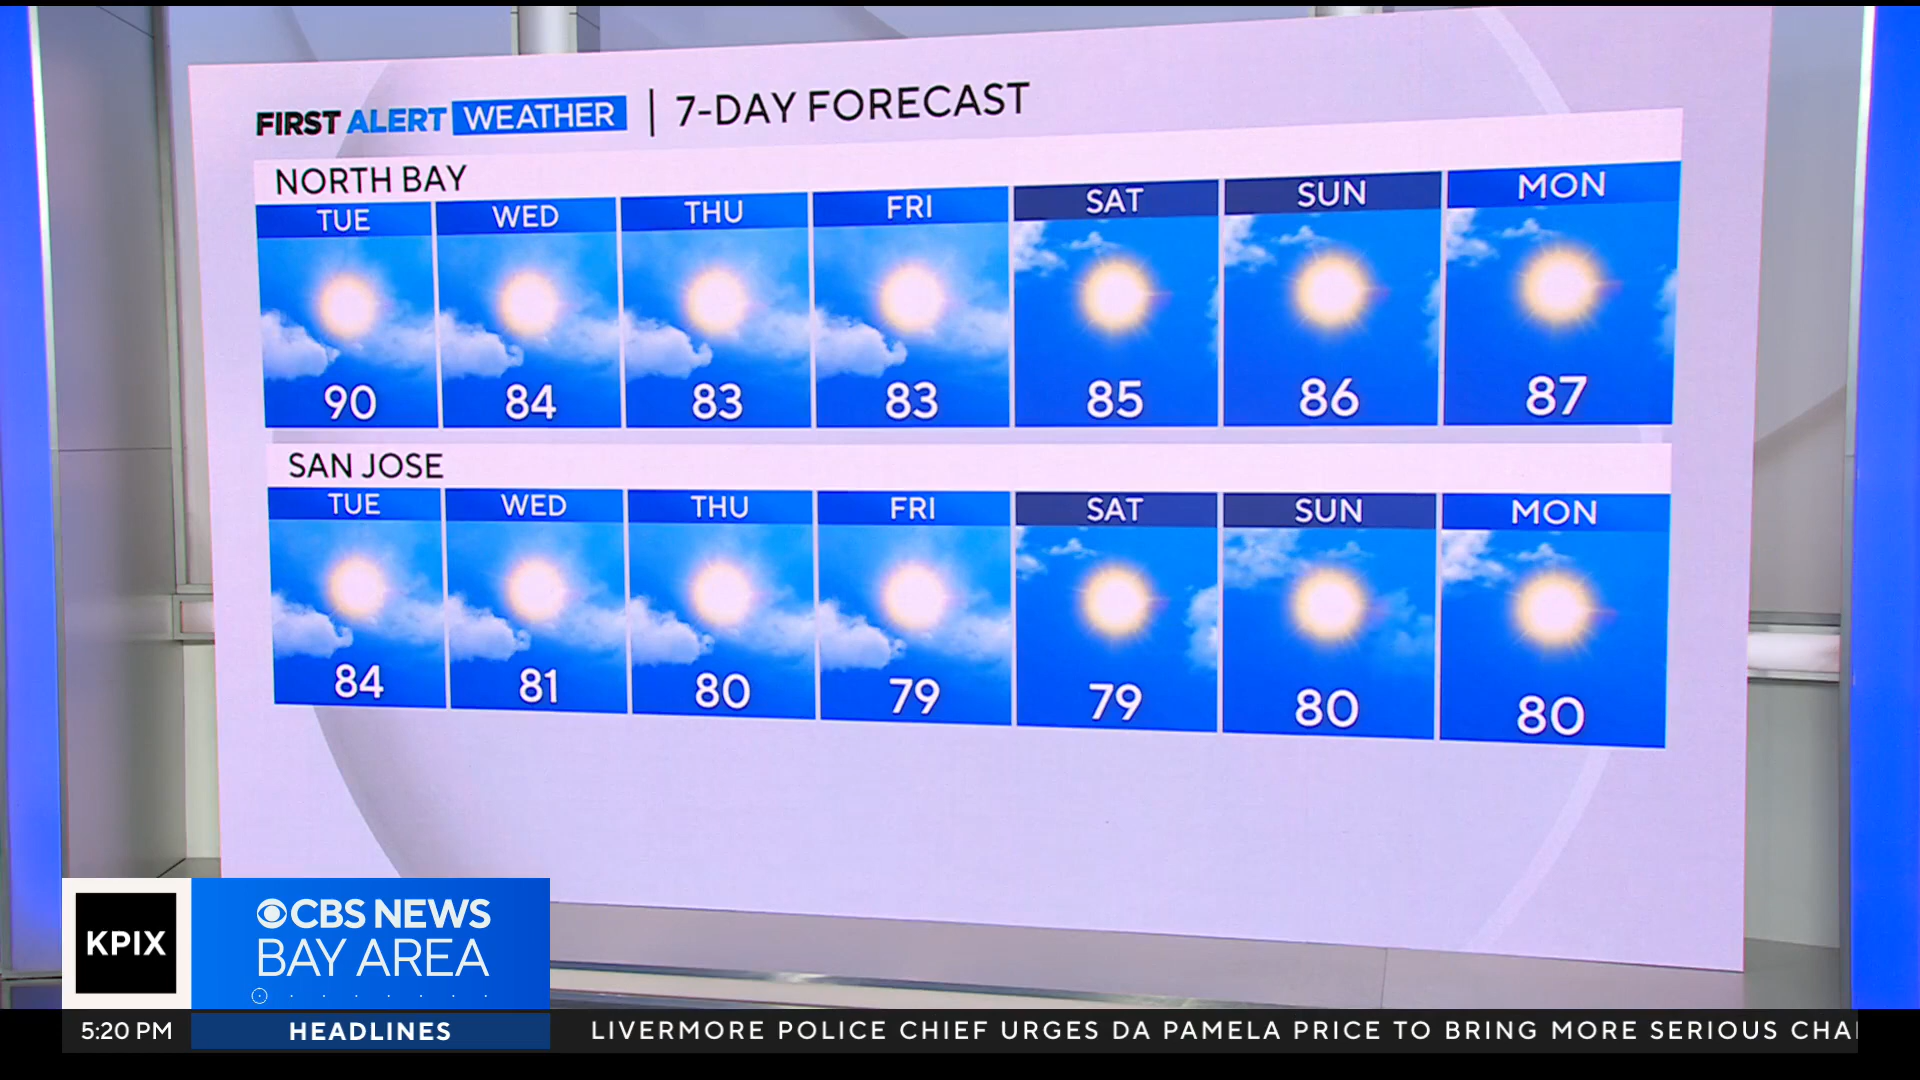 FIRST ALERT WEATHER | 7-DAY FORECAST
NORTH BAY
TUE WED THU FRI SAT SUN MON
90 84 83 83 85 86 87
SAN JOSE
TUE WED THU FRI SAT SUN MON
84 81 80 79 79 80 80
KPIX
CBS NEWS
BAY AREA
5:20 PM HEADLINES LIVERMORE POLICE CHIEF URGES DA PAMELA PRICE TO BRING MORE SERIOUS CHA